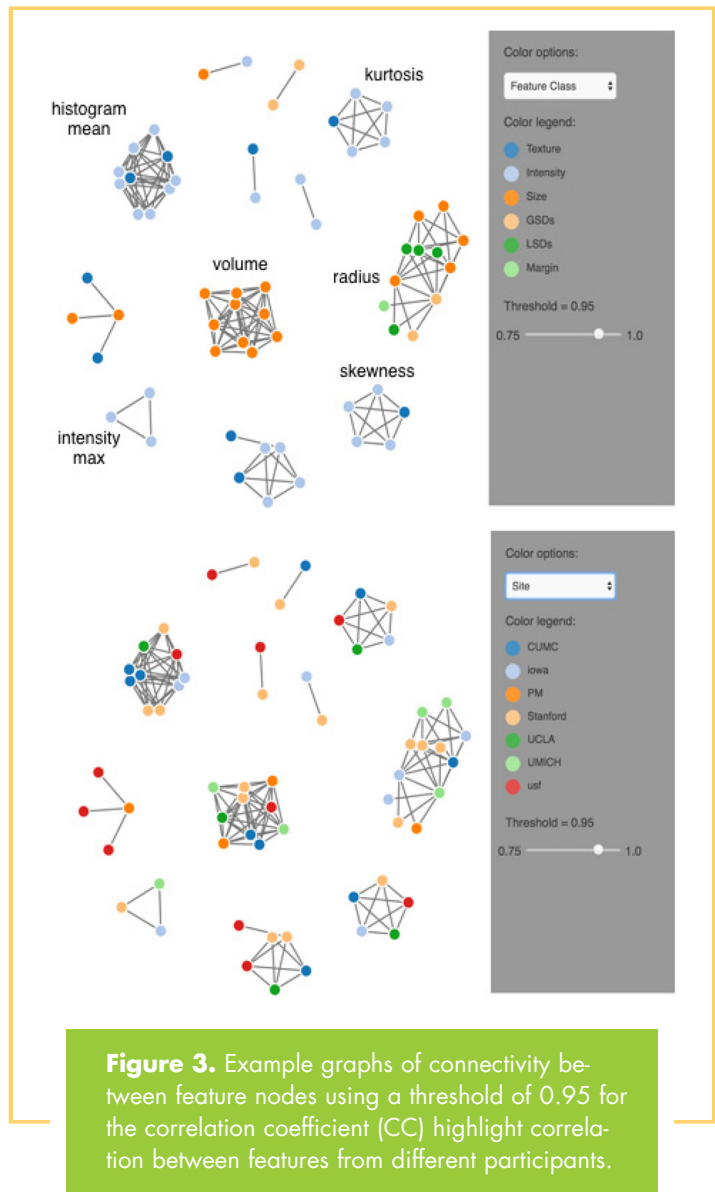 kurtosis
histogram
mean
volume
radius
skewness
intensity
max
Color options:
Feature Class
Color legend:
Texture
Intensity
Size
GSDs
LSDs
Margin
Threshold = 0.95
0.75
1.0
Color options:
Site
Color legend:
CUMC
iowa
PM
Stanford
UCLA
UMICH
usf
Threshold = 0.95
0.75
1.0
Figure 3. Example graphs of connectivity be-
tween feature nodes using a threshold of 0.95 for
the correlation coefficient (CC) highlight correla-
tion between features from different participants.